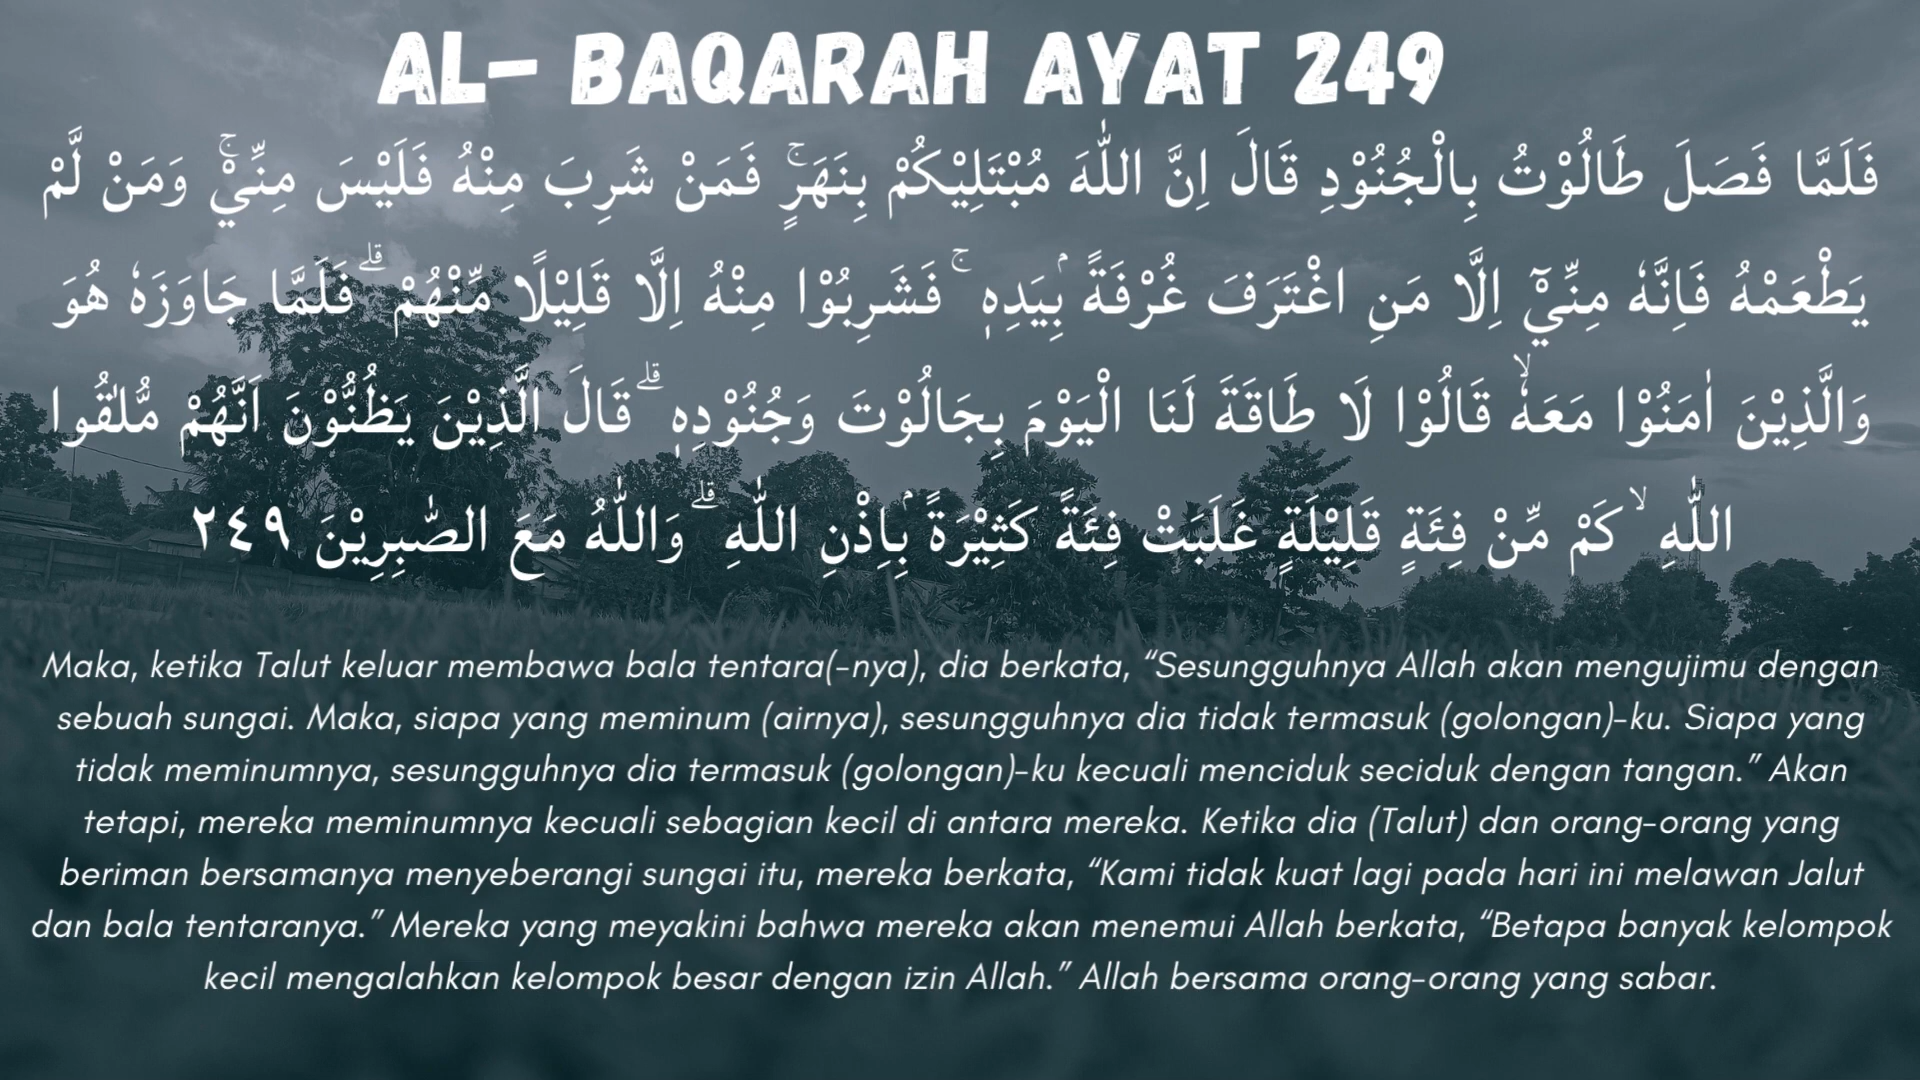 AL- BAQARAH AYAT 249
فَلَمَّا فَصَلَ طَالُوْتُ بِالْجُنُوْدِ قَالَ اِنَّ اللّٰهَ مُبْتَلِيْكُمْ بِنَهَرٍۚ فَمَنْ شَرِبَ مِنْهُ فَلَيْسَ مِنِّيْۚ وَمَنْ لَّمْ
يَطْعَمْهُ فَاِنَّهٗ مِنِّيْٓ اِلَّا مَنِ اغْتَرَفَ غُرْفَةً ۢبِيَدِهٖ ۚ فَشَرِبُوْا مِنْهُ اِلَّا قَلِيْلًا مِّنْهُمْ ۗ فَلَمَّا جَاوَزَهٗ هُوَ
وَالَّذِيْنَ اٰمَنُوْا مَعَهٗۙ قَالُوْا لَا طَاقَةَ لَنَا الْيَوْمَ بِجَالُوْتَ وَجُنُوْدِهٖ ۗ قَالَ الَّذِيْنَ يَظُنُّوْنَ اَنَّهُمْ مُّلٰقُوا
اللّٰهِ ۙ كَمْ مِّنْ فِئَةٍ قَلِيْلَةٍ غَلَبَتْ فِئَةً كَثِيْرَةً ۢبِاِذْنِ اللّٰهِ ۗ وَاللّٰهُ مَعَ الصّٰبِرِيْنَ ٢٤٩
Maka, ketika Talut keluar membawa bala tentara(-nya), dia berkata, “Sesungguhnya Allah akan mengujimu dengan
sebuah sungai. Maka, siapa yang meminum (airnya), sesungguhnya dia tidak termasuk (golongan)-ku. Siapa yang
tidak meminumnya, sesungguhnya dia termasuk (golongan)-ku kecuali menciduk seciduk dengan tangan.” Akan
tetapi, mereka meminumnya kecuali sebagian kecil di antara mereka. Ketika dia (Talut) dan orang-orang yang
beriman bersamanya menyeberangi sungai itu, mereka berkata, “Kami tidak kuat lagi pada hari ini melawan Jalut
dan bala tentaranya.” Mereka yang meyakini bahwa mereka akan menemui Allah berkata, “Betapa banyak kelompok
kecil mengalahkan kelompok besar dengan izin Allah.” Allah bersama orang-orang yang sabar.